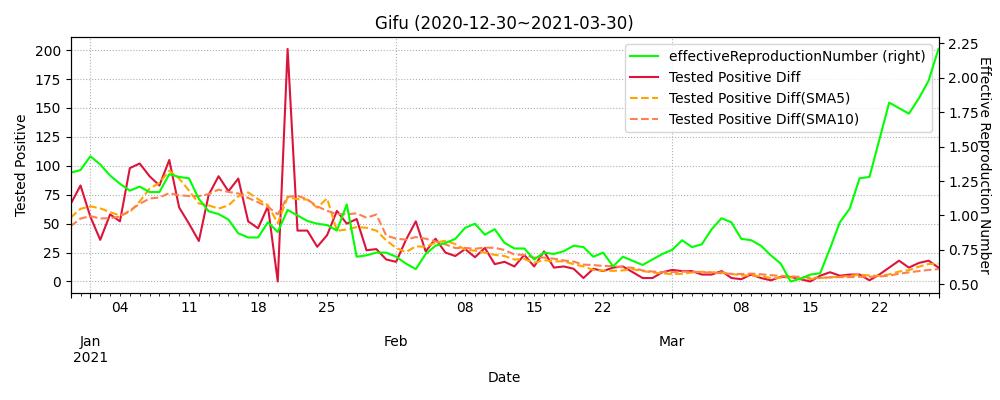 Gifu (2020-12-30~2021-03-30)
effectiveReproductionNumber (right)
Tested Positive Diff
Tested Positive Diff(SMA5)
Tested Positive Diff(SMA10)
Tested Positive
200
175
150
125
100
75
50
25
0
2.25
2.00
1.75
1.50
1.25
1.00
0.75
0.50
Effective Reproduction Number
04 11 18 25 08 15 22 08 15 22
Jan Feb Mar
2021
Date